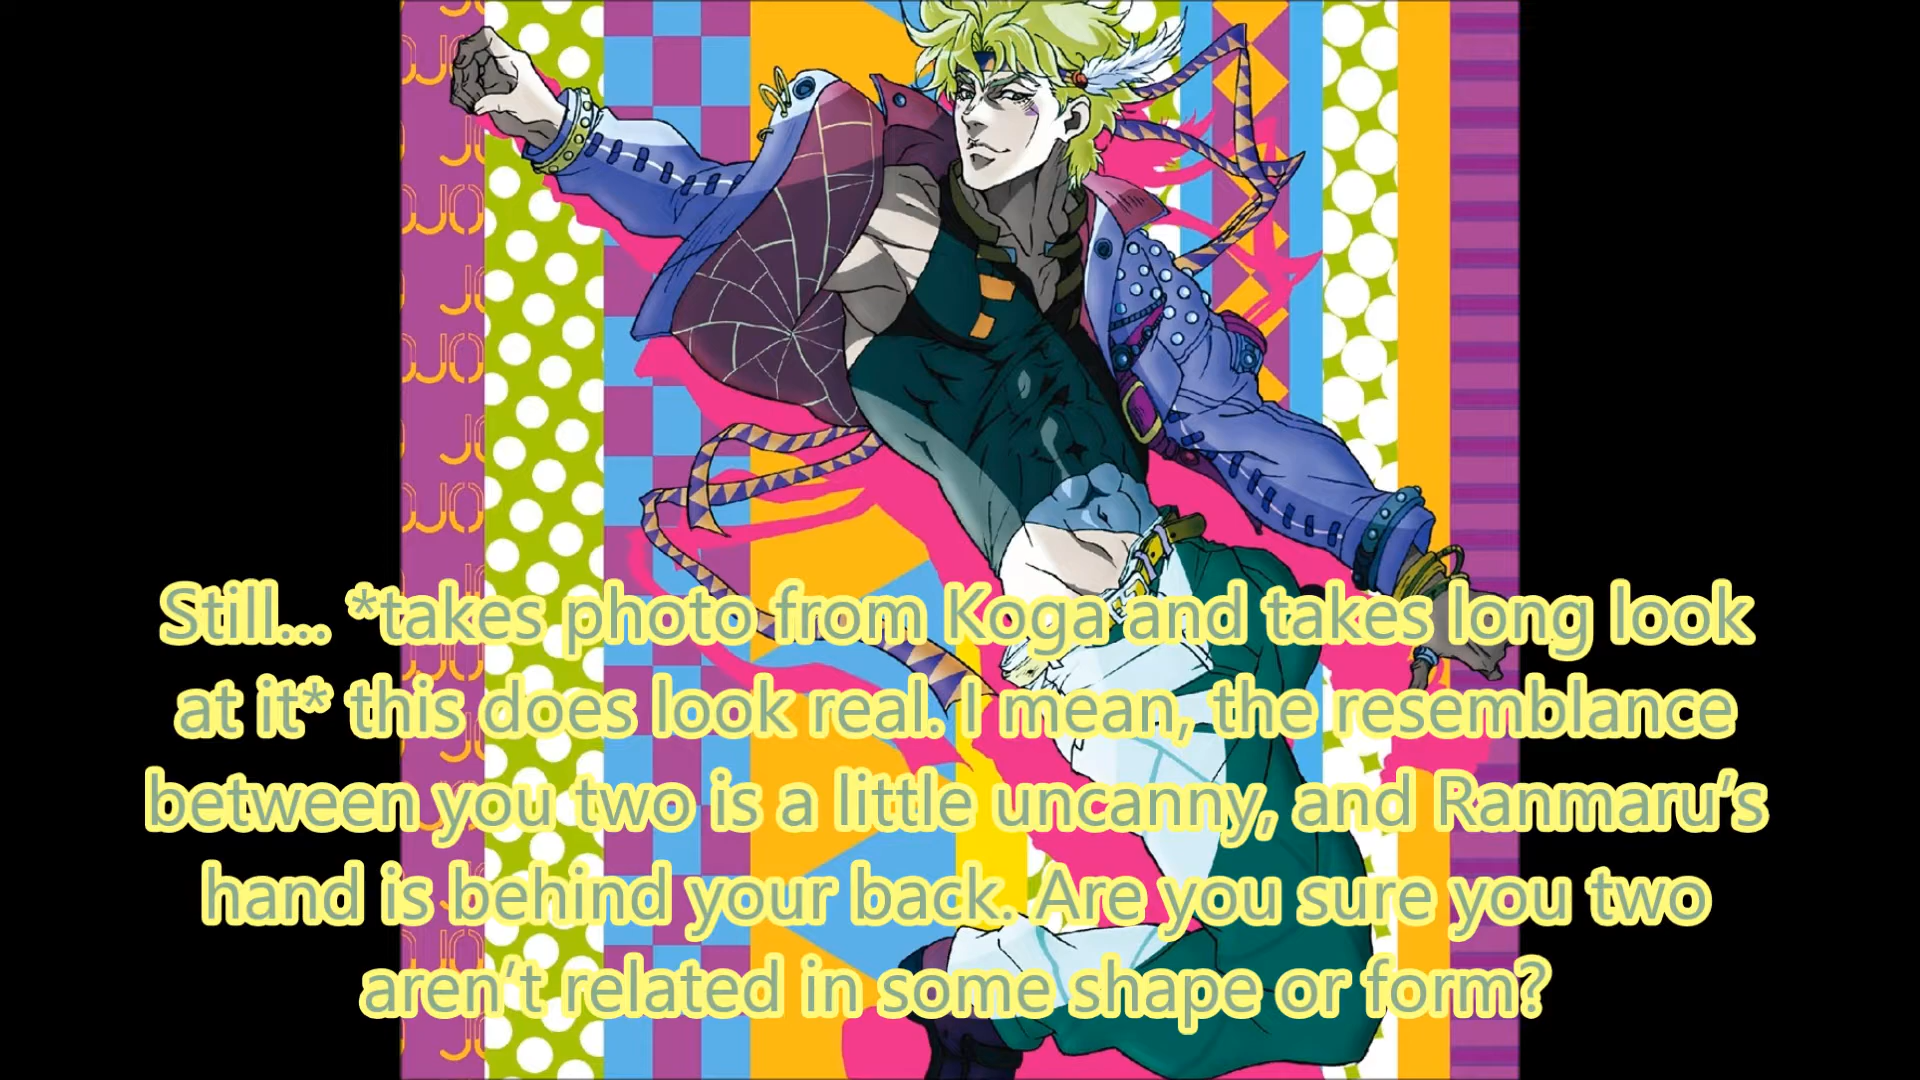 Still... *takes photo from Koga and takes long look
at it* this does look real. I mean, the resemblance
between you two is a little uncanny, and Ranmaru’s
hand is behind your back. Are you sure you two
aren’t related in some shape or form?
JOJO